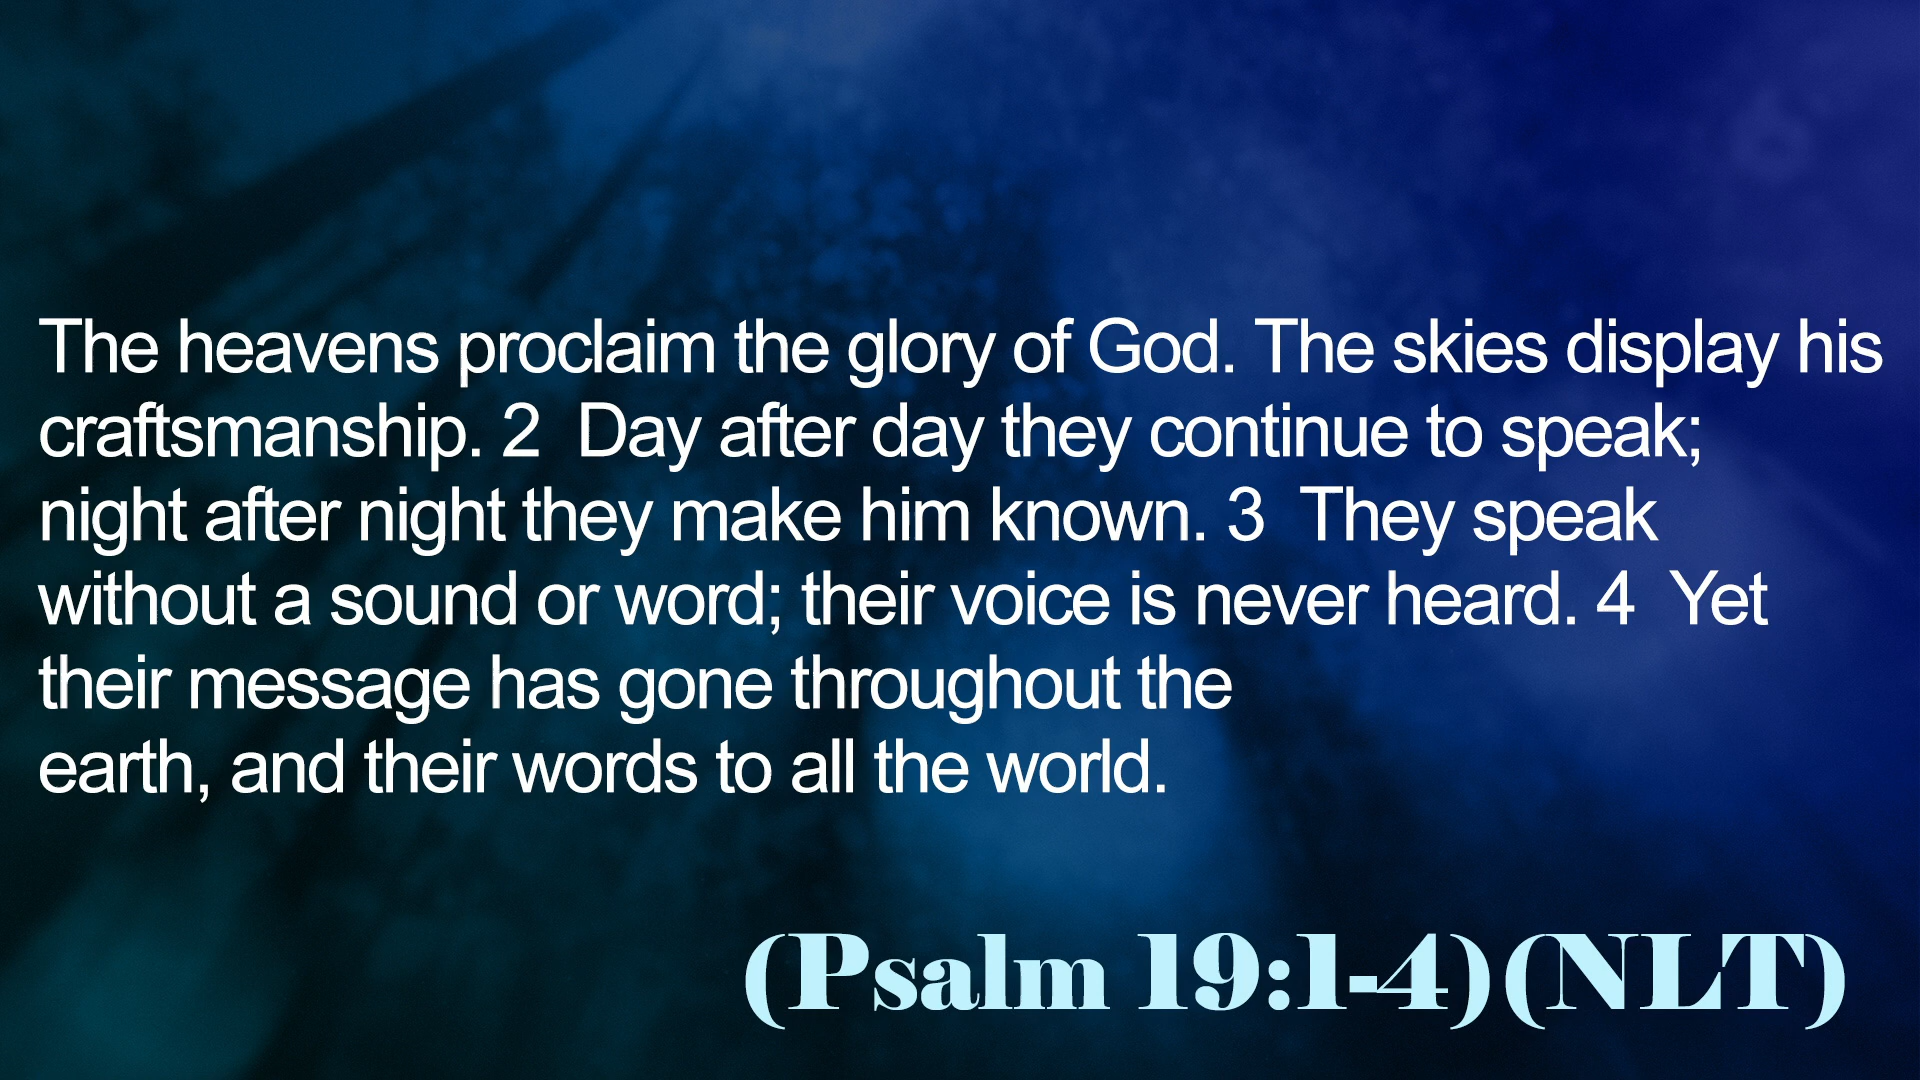 The heavens proclaim the glory of God. The skies display his
craftsmanship. 2  Day after day they continue to speak;
night after night they make him known. 3  They speak
without a sound or word; their voice is never heard. 4  Yet
their message has gone throughout the
earth, and their words to all the world.
(Psalm 19:1-4)(NLT)